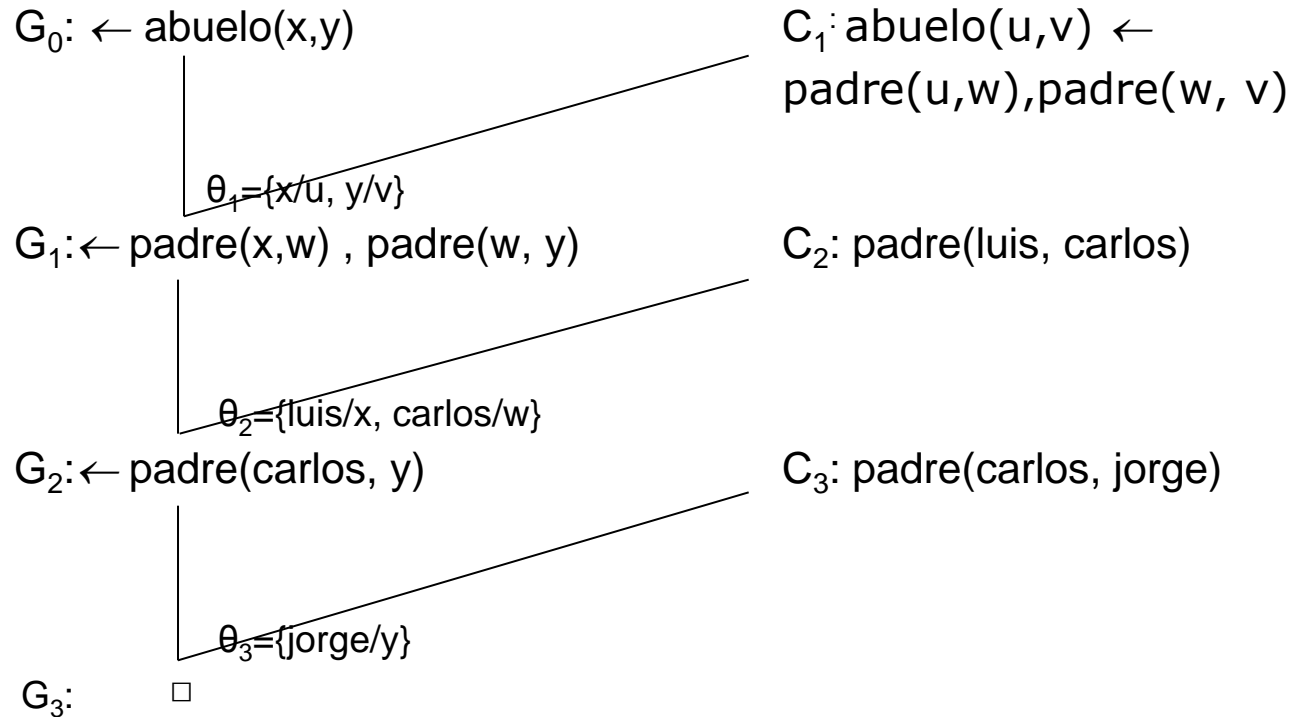 G₀: ← abuelo(x,y)
C₁: abuelo(u,v) ←
padre(u,w),padre(w, v)
θ₁={x/u, y/v}
G₁:← padre(x,w) , padre(w, y)
C₂: padre(luis, carlos)
θ₂={luis/x, carlos/w}
G₂:← padre(carlos, y)
C₃: padre(carlos, jorge)
θ₃={jorge/y}
G₃: □